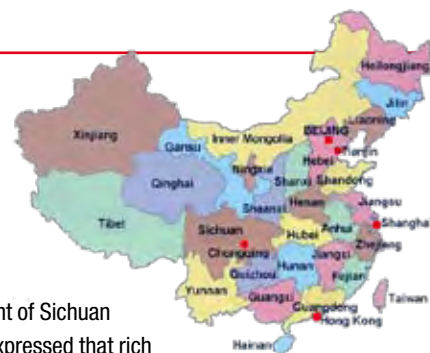 Heilongjiang
Jilin
Liaoning
Xinjiang
Inner Mongollia
BEIJING
Gansu
Tianjin
Hebei
Ningxia
Shanxi
Shandong
Qinghai
Shaanxi
Henan
Jiangsu
Shanghai
Tibet
Sichuan
Anhui
Hubei
Chongqing
Zhejiang
Hunan
Jiangxi
Guizhou
Fujian
Yunnan
Guangxi
Guangdong
Taiwan
Hong Kong
Hainan
nt of Sichuan
expressed that rich